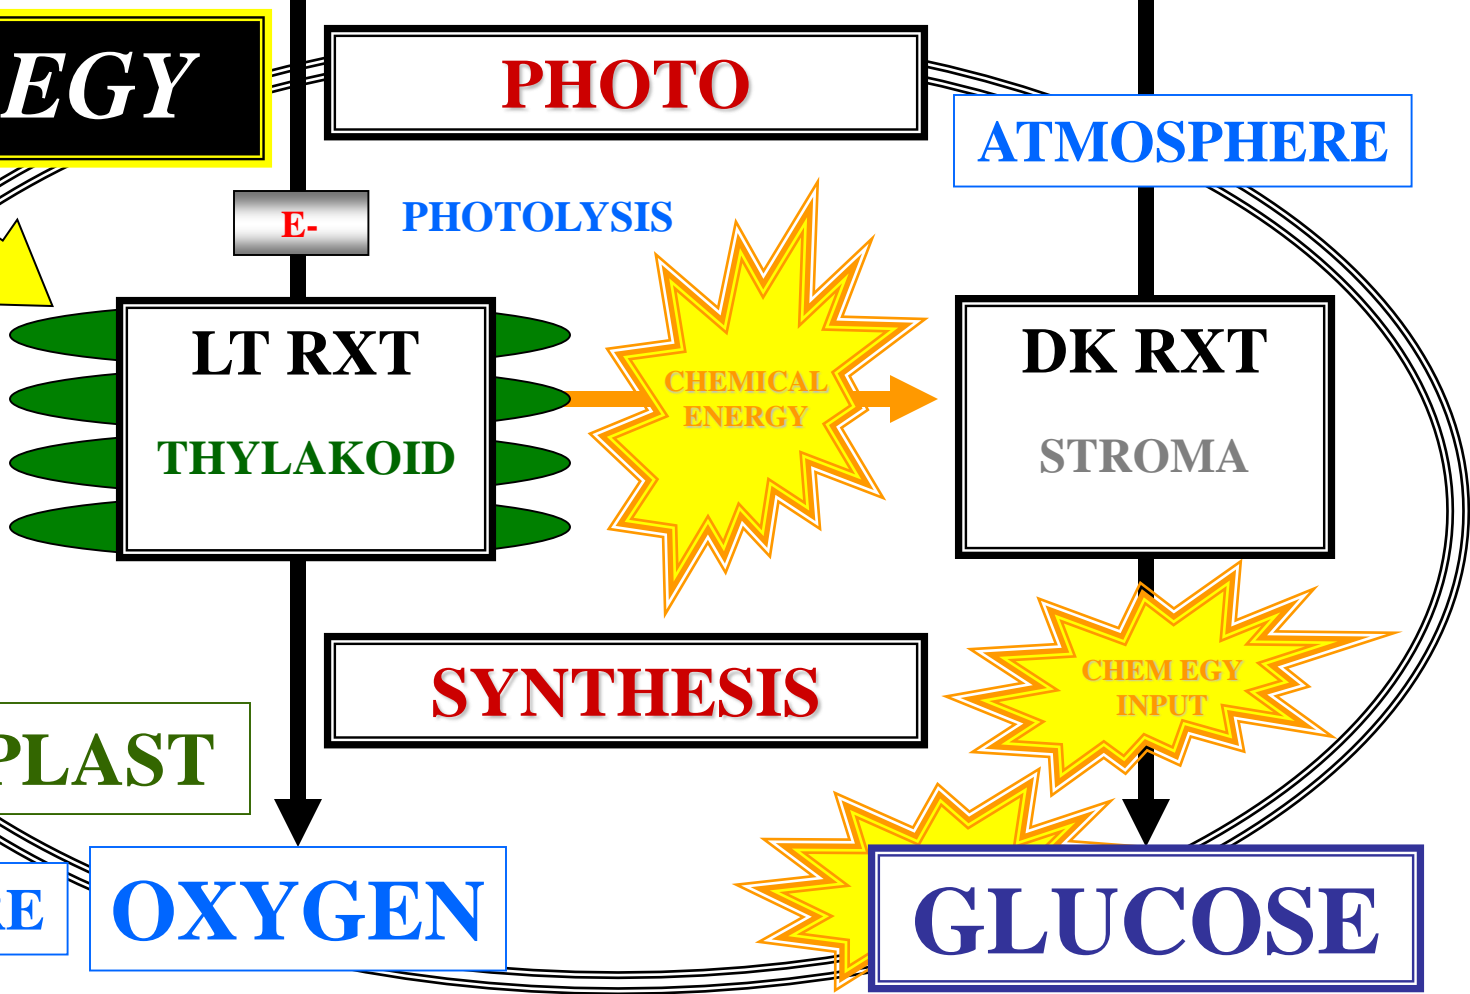 EGY
PHOTO
ATMOSPHERE
E-
PHOTOLYSIS
LT RXT
THYLAKOID
CHEMICAL
ENERGY
DK RXT
STROMA
SYNTHESIS
CHEM EGY
INPUT
PLAST
RE
OXYGEN
GLUCOSE